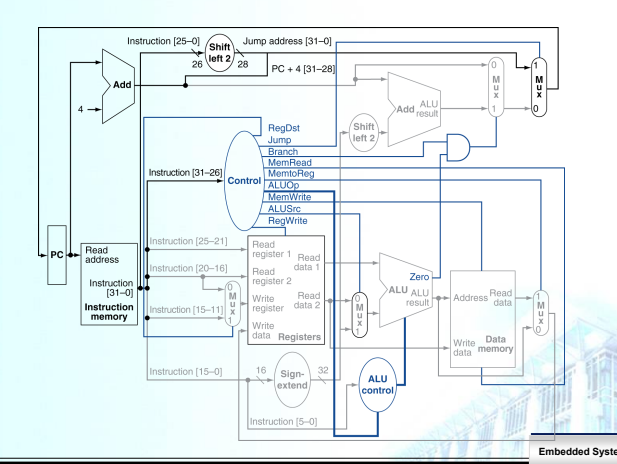 Instruction [25–0]
Shift
left 2
Jump address [31–0]
26
28
PC + 4 [31–28]
Add
4
0
M
u
x
1
1
M
u
x
0
Add
ALU
result
Shift
left 2
RegDst
Jump
Branch
MemRead
MemtoReg
ALUOp
MemWrite
ALUSrc
RegWrite
Control
Instruction [31–26]
PC
Read
address
Instruction
[31–0]
Instruction
memory
Instruction [25–21]
Instruction [20–16]
Instruction [15–11]
0
M
u
x
1
Read
register 1
Read
register 2
Write
register
Write
data
Read
data 1
Read
data 2
Registers
0
M
u
x
1
Zero
ALU
ALU
result
Address
Read
data
Write
data
Data
memory
1
M
u
x
0
Instruction [15–0]
16
Sign-
extend
32
ALU
control
Instruction [5–0]
Embedded Syste